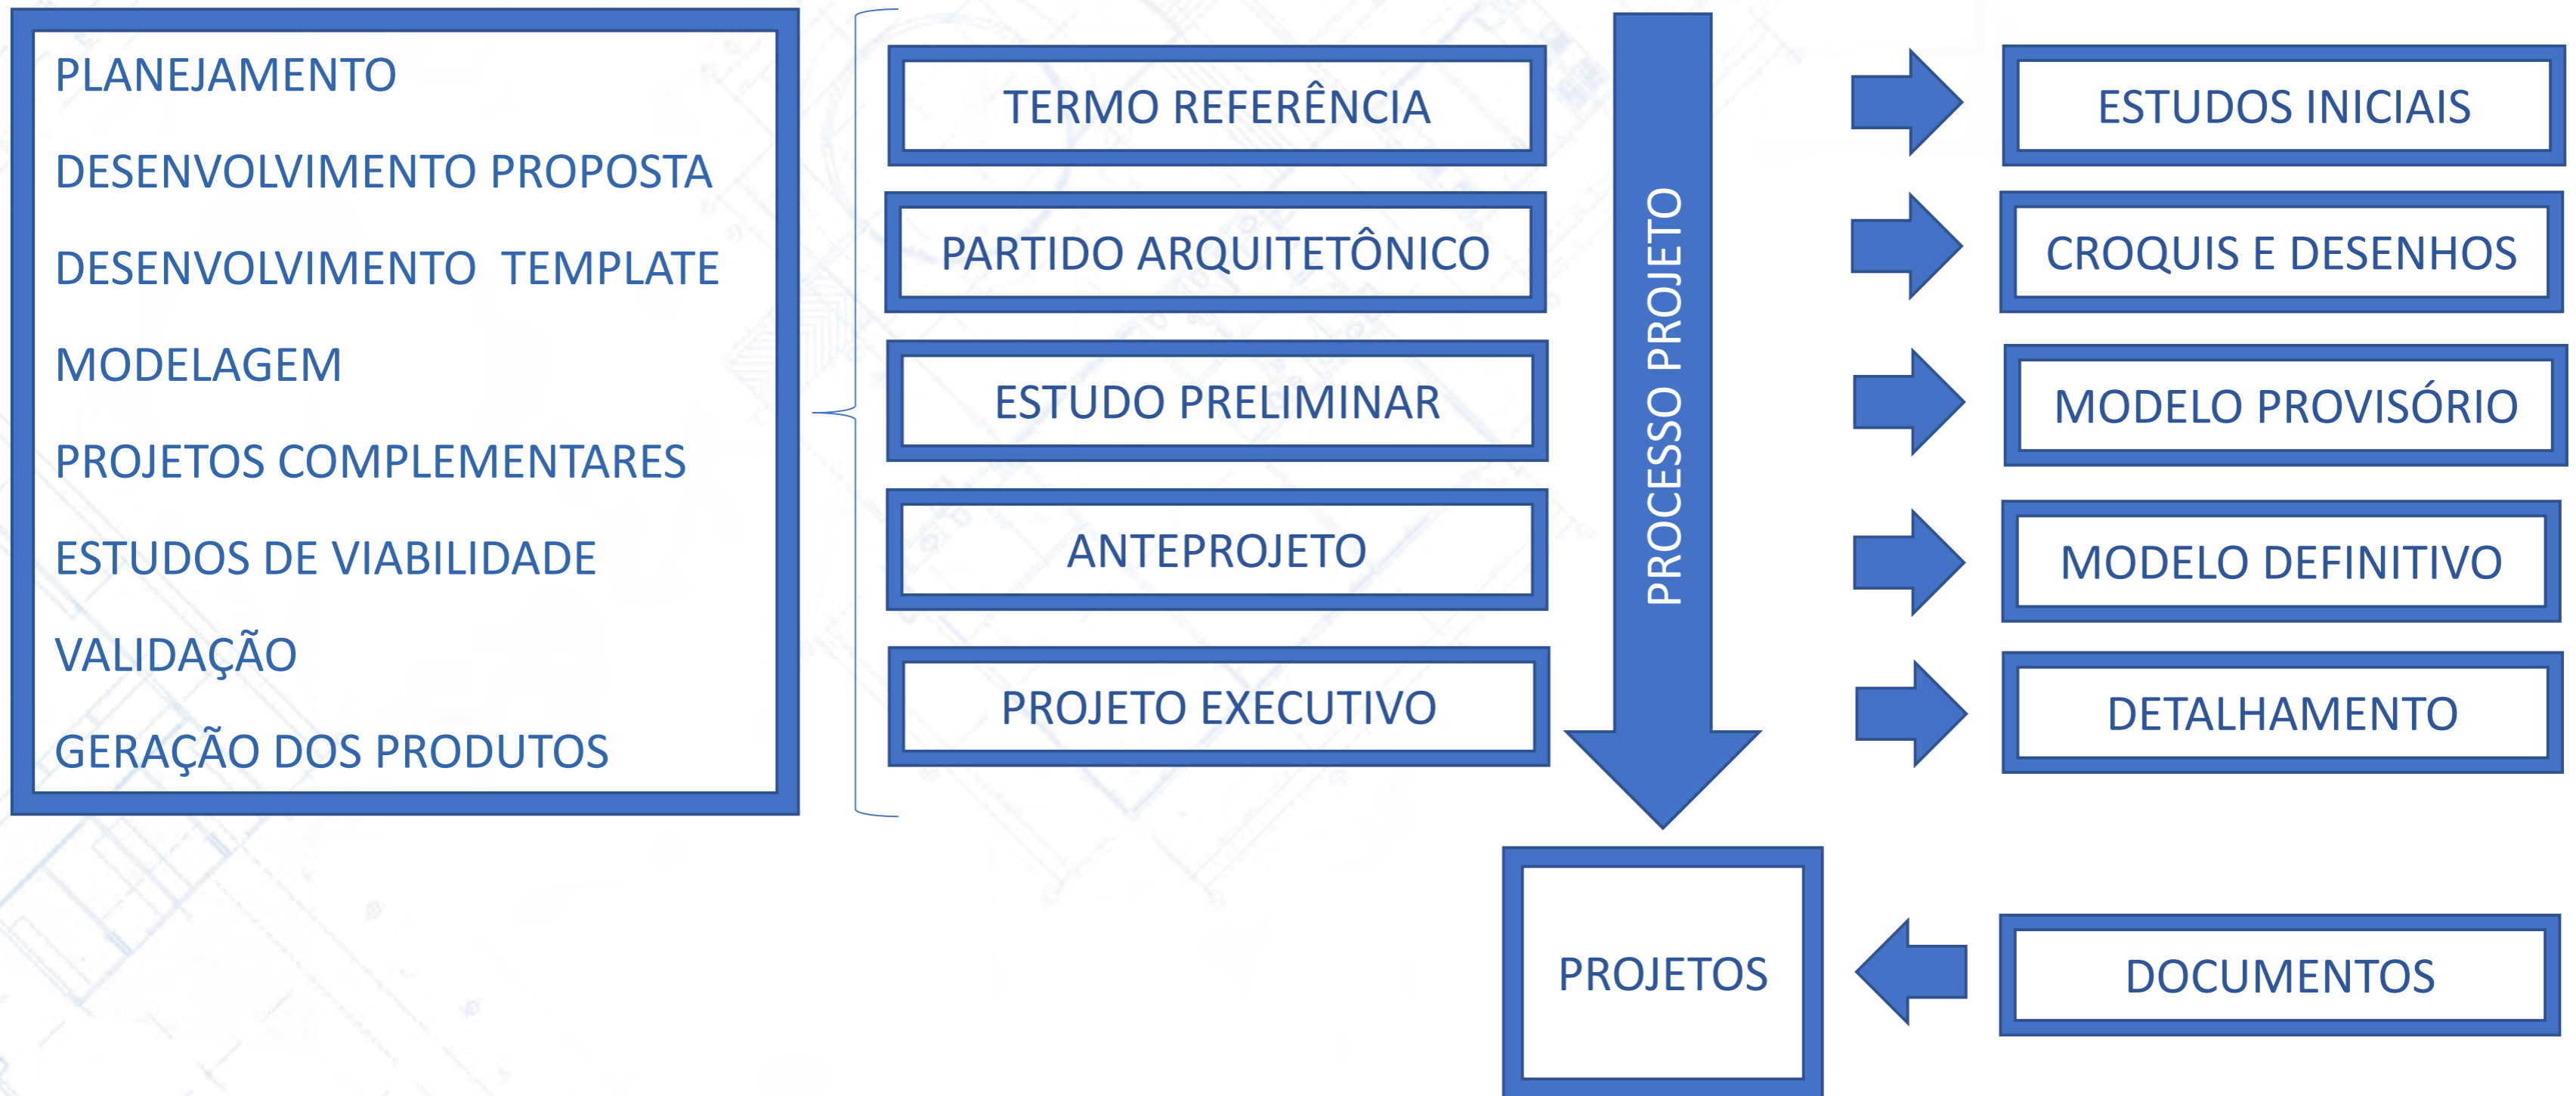 PLANEJAMENTO
DESENVOLVIMENTO PROPOSTA
DESENVOLVIMENTO TEMPLATE
MODELAGEM
PROJETOS COMPLEMENTARES
ESTUDOS DE VIABILIDADE
VALIDAÇÃO
GERAÇÃO DOS PRODUTOS
TERMO REFERÊNCIA
PARTIDO ARQUITETÔNICO
ESTUDO PRELIMINAR
ANTEPROJETO
PROJETO EXECUTIVO
PROCESSO PROJETO
ESTUDOS INICIAIS
CROQUIS E DESENHOS
MODELO PROVISÓRIO
MODELO DEFINITIVO
DETALHAMENTO
PROJETOS
DOCUMENTOS